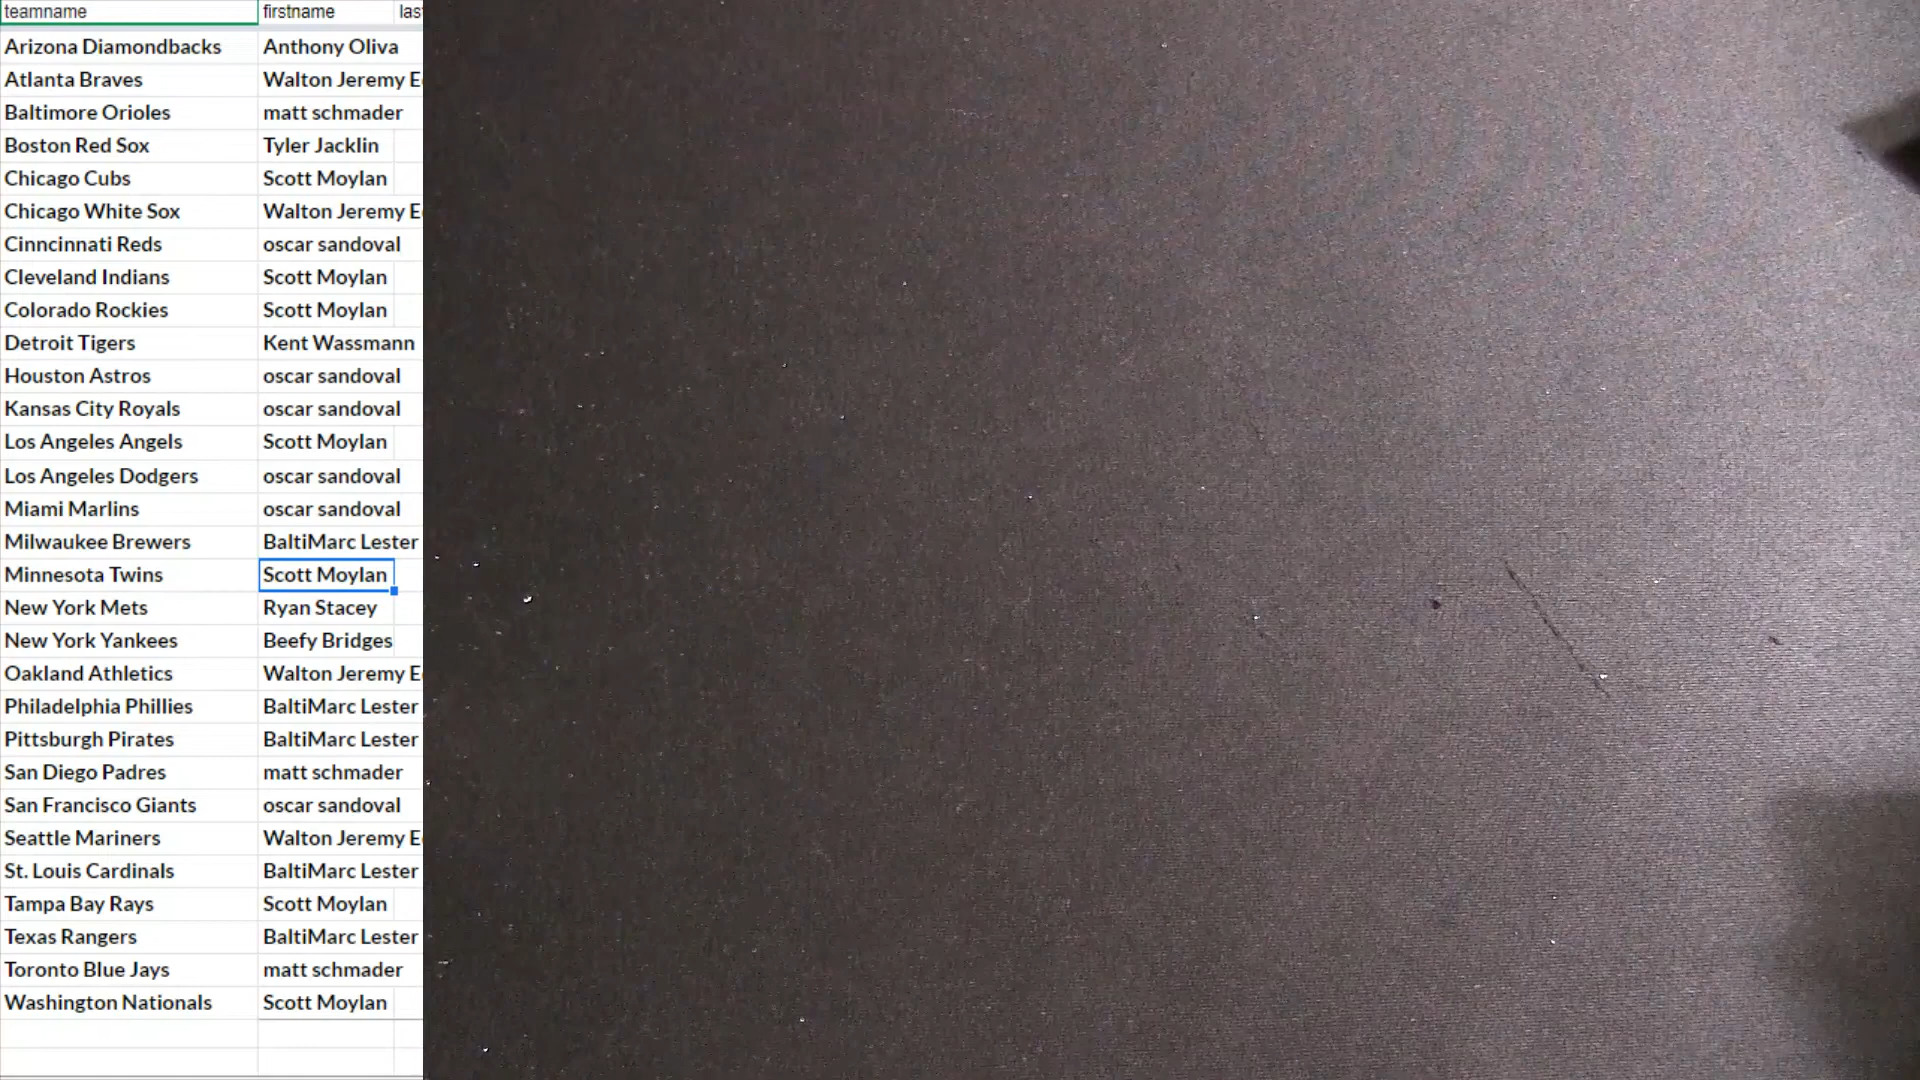 teamname firstname las
Arizona Diamondbacks Anthony Oliva
Atlanta Braves Walton Jeremy E
Baltimore Orioles matt schmader
Boston Red Sox Tyler Jacklin
Chicago Cubs Scott Moylan
Chicago White Sox Walton Jeremy E
Cinncinnati Reds oscar sandoval
Cleveland Indians Scott Moylan
Colorado Rockies Scott Moylan
Detroit Tigers Kent Wassmann
Houston Astros oscar sandoval
Kansas City Royals oscar sandoval
Los Angeles Angels Scott Moylan
Los Angeles Dodgers oscar sandoval
Miami Marlins oscar sandoval
Milwaukee Brewers BaltiMarc Lester
Minnesota Twins Scott Moylan
New York Mets Ryan Stacey
New York Yankees Beefy Bridges
Oakland Athletics Walton Jeremy E
Philadelphia Phillies BaltiMarc Lester
Pittsburgh Pirates BaltiMarc Lester
San Diego Padres matt schmader
San Francisco Giants oscar sandoval
Seattle Mariners Walton Jeremy E
St. Louis Cardinals BaltiMarc Lester
Tampa Bay Rays Scott Moylan
Texas Rangers BaltiMarc Lester
Toronto Blue Jays matt schmader
Washington Nationals Scott Moylan